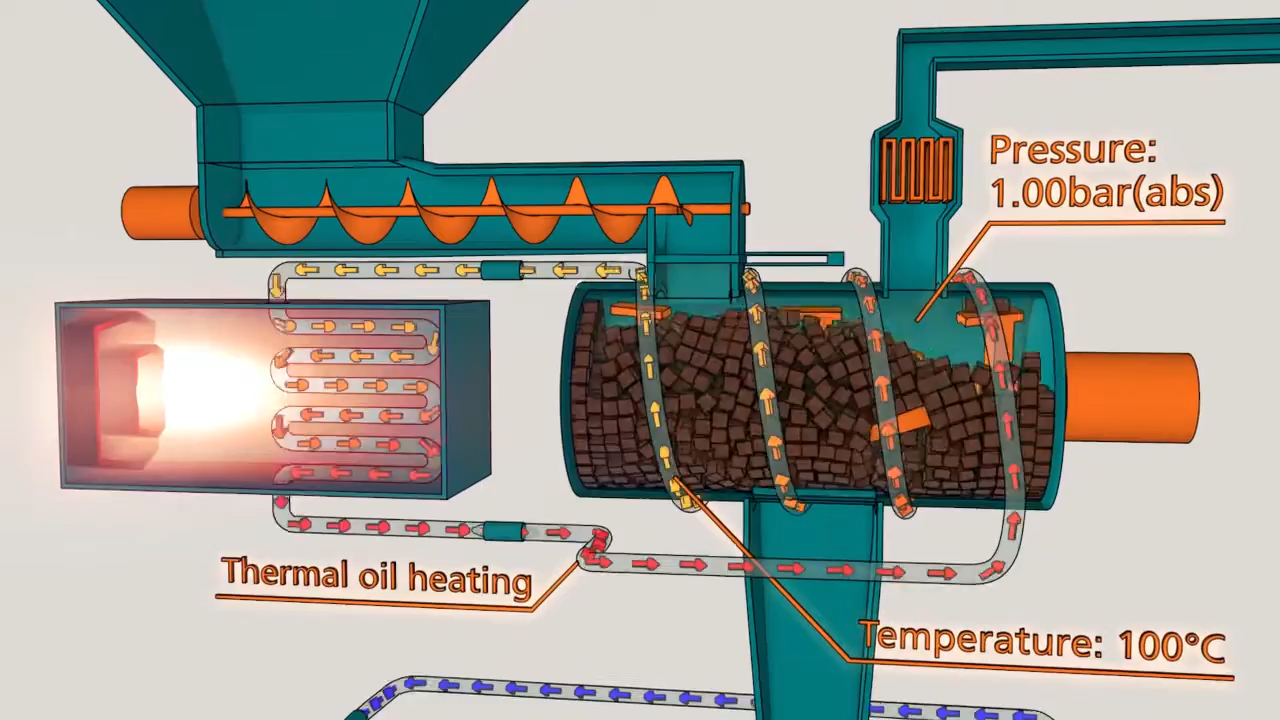 Pressure:
1.00bar(abs)
Thermal oil heating
Temperature: 100°C